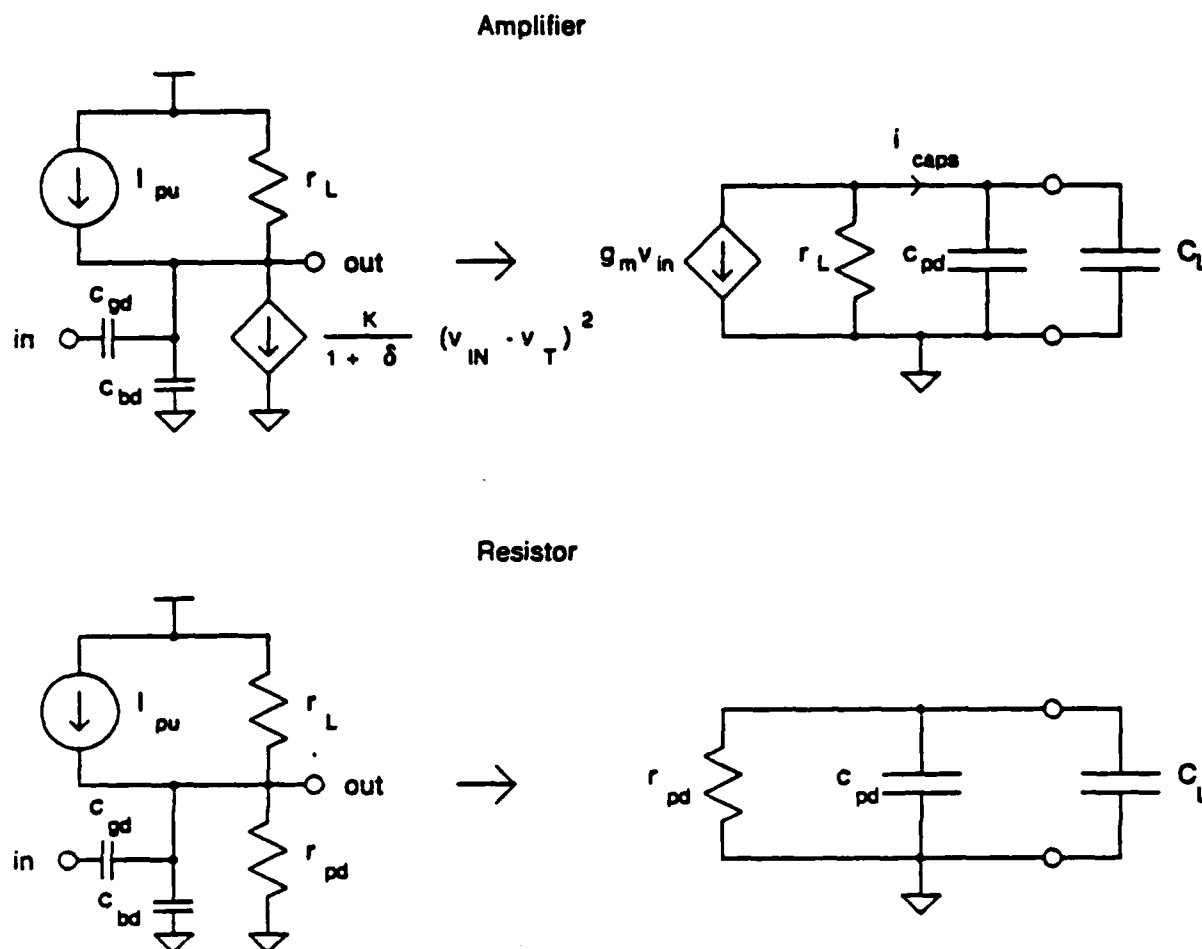 Amplifier
I pu
r L
out
C gd
in
C bd
K
1 + δ
(v IN - v T) 2
i caps
g m v in
r L
C pd
C L
Resistor
I pu
r L
out
C gd
in
C bd
r pd
r pd
C pd
C L